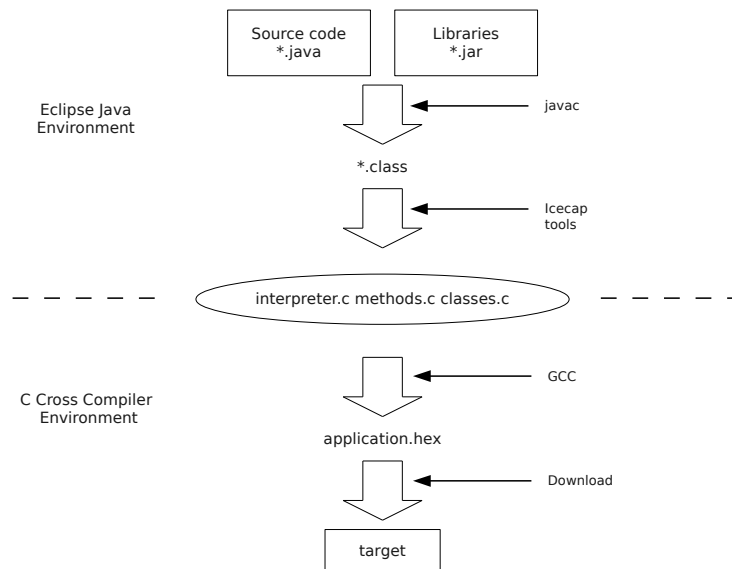 Source code
*.java
Libraries
*.jar
Eclipse Java
Environment
javac
*.class
Icecap
tools
interpreter.c methods.c classes.c
GCC
C Cross Compiler
Environment
application.hex
Download
target